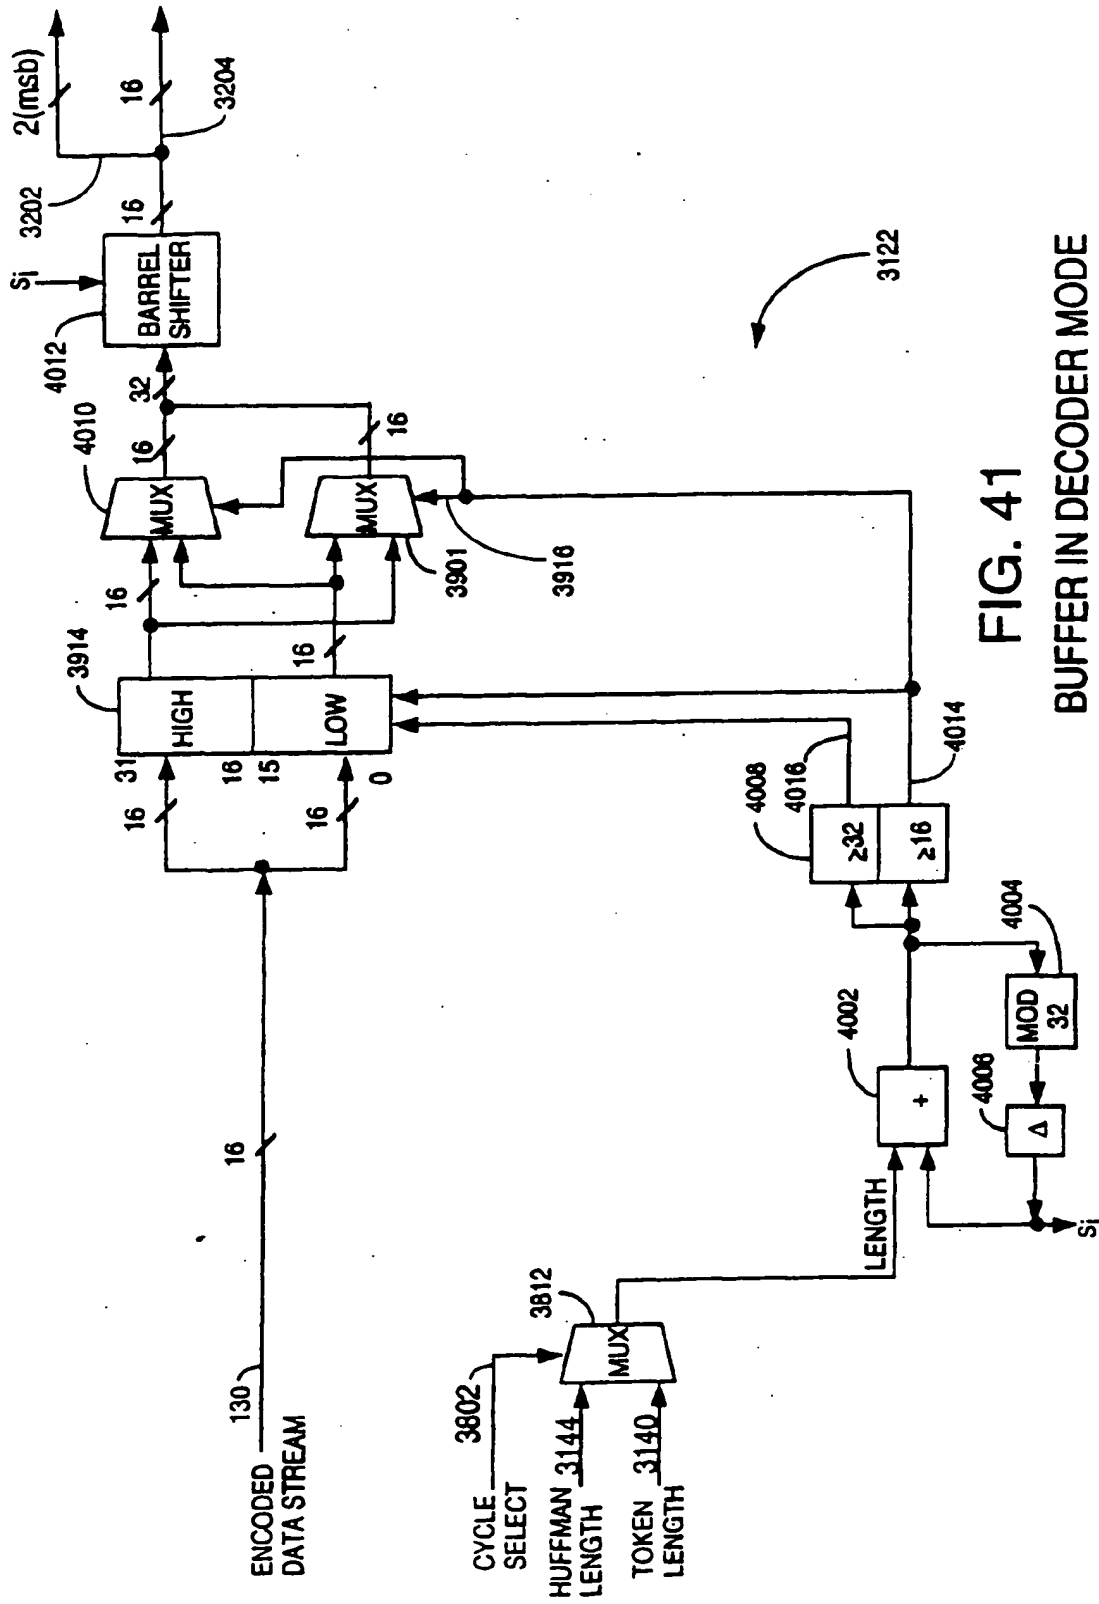 2(msb)
16
3202
16
3204
Si
4012
BARREL
SHIFTER
32
4010
16
16
MUX
MUX
3901
3916
16
16
3914
31
HIGH
16
15
LOW
0
16
16
3122
16
130
ENCODED
DATA STREAM
4008
4016
≥32
≥16
4014
4002
+
4004
MOD
32
4006
Δ
Si
LENGTH
3812
MUX
3802
CYCLE
SELECT
HUFFMAN 3144
LENGTH
TOKEN 3140
LENGTH
FIG. 41
BUFFER IN DECODER MODE